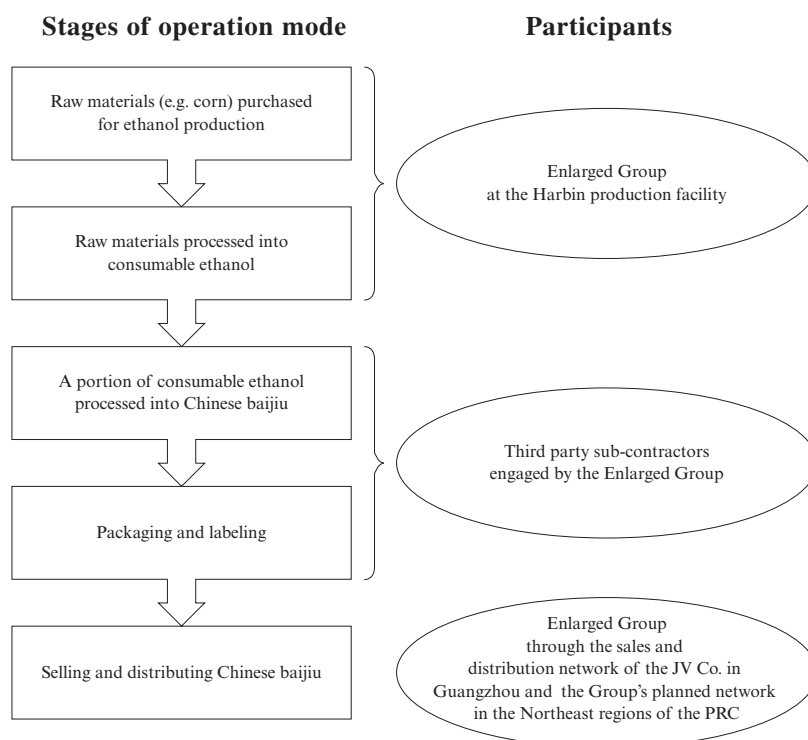 Stages of operation mode
Participants
Raw materials (e.g. corn) purchased
for ethanol production
Enlarged Group
at the Harbin production facility
Raw materials processed into
consumable ethanol
A portion of consumable ethanol
processed into Chinese baijiu
Third party sub-contractors
engaged by the Enlarged Group
Packaging and labeling
Selling and distributing Chinese baijiu
Enlarged Group
through the sales and
distribution network of the JV Co. in
Guangzhou and the Group's planned network
in the Northeast regions of the PRC